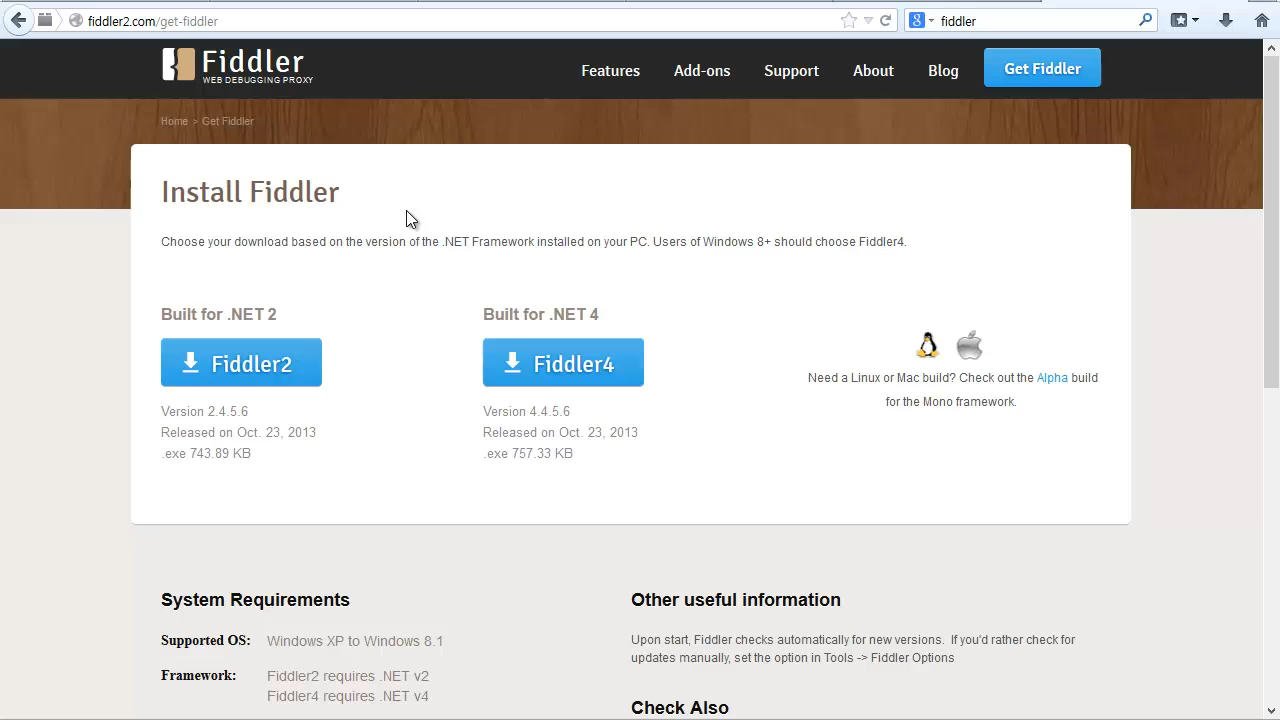 fiddler2.com/get-fiddler
fiddler
Fiddler
WEB DEBUGGING PROXY
Features
Add-ons
Support
About
Blog
Get Fiddler
Home > Get Fiddler
Install Fiddler
Choose your download based on the version of the .NET Framework installed on your PC. Users of Windows 8+ should choose Fiddler4.
Built for .NET 2
Fiddler2
Version 2.4.5.6
Released on Oct. 23, 2013
.exe 743.89 KB
Built for .NET 4
Fiddler4
Version 4.4.5.6
Released on Oct. 23, 2013
.exe 757.33 KB
Need a Linux or Mac build? Check out the Alpha build
for the Mono framework.
System Requirements
Supported OS: Windows XP to Windows 8.1
Framework: Fiddler2 requires .NET v2
Fiddler4 requires .NET v4
Other useful information
Upon start, Fiddler checks automatically for new versions. If you'd rather check for
updates manually, set the option in Tools -> Fiddler Options
Check Also